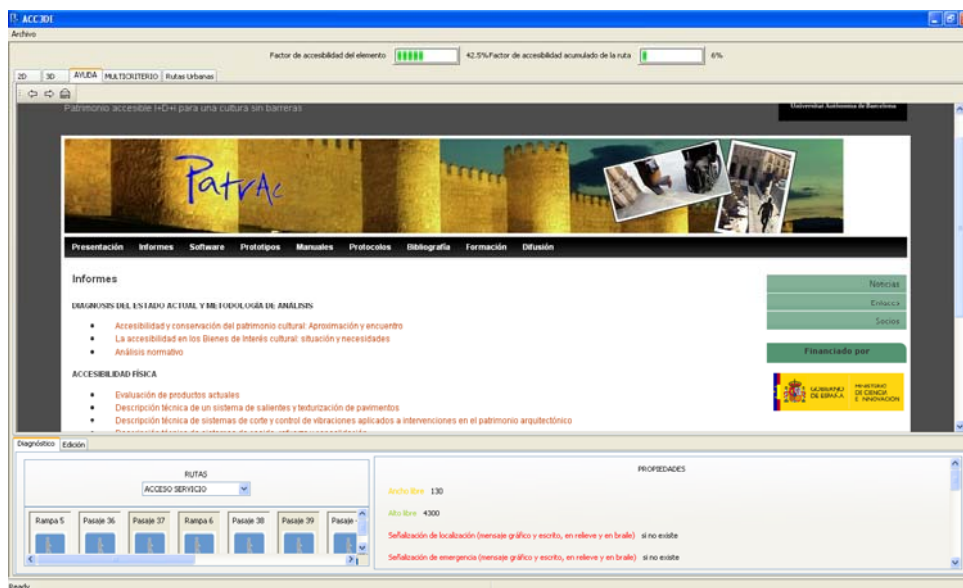 ACC3DE
Archivo
Factor de accesibilidad del elemento 42.5% Factor de accesibilidad acumulado de la ruta 6%
2D 3D AYUDA MULTICRITERIO Rutas Urbanas
Patrimonio accesible I+D+i para una cultura sin barreras
Universitat Autònoma de Barcelona
PatrAc
Presentación Informes Software Prototipos Manuales Protocolos Bibliografía Formación Difusión
Informes
Noticias
DIAGNOSIS DEL ESTADO ACTUAL Y METODOLOGÍA DE ANÁLISIS
Enlaces
Accesibilidad y conservación del patrimonio cultural: Aproximación y encuentro
Socios
La accesibilidad en los Bienes de Interés cultural: situación y necesidades
Análisis normativo
Financiado por
ACCESIBILIDAD FÍSICA
GOBIERNO DE ESPAÑA
MINISTERIO DE CIENCIA E INNOVACIÓN
Evaluación de productos actuales
Descripción técnica de un sistema de salientes y texturización de pavimentos
Descripción técnica de sistemas de corte y control de vibraciones aplicados a intervenciones en el patrimonio arquitectónico
Diagnóstico Edición
RUTAS
PROPIEDADES
ACCESO SERVICIO
Ancho libre 130
Alto libre 4300
Rampa 5 Pasaje 36 Pasaje 37 Rampa 6 Pasaje 38 Pasaje 39 Pasaje
Señalización de localización (mensaje gráfico y escrito, en relieve y en braile) si no existe
Señalización de emergencia (mensaje gráfico y escrito, en relieve y en braile) si no existe
Ready